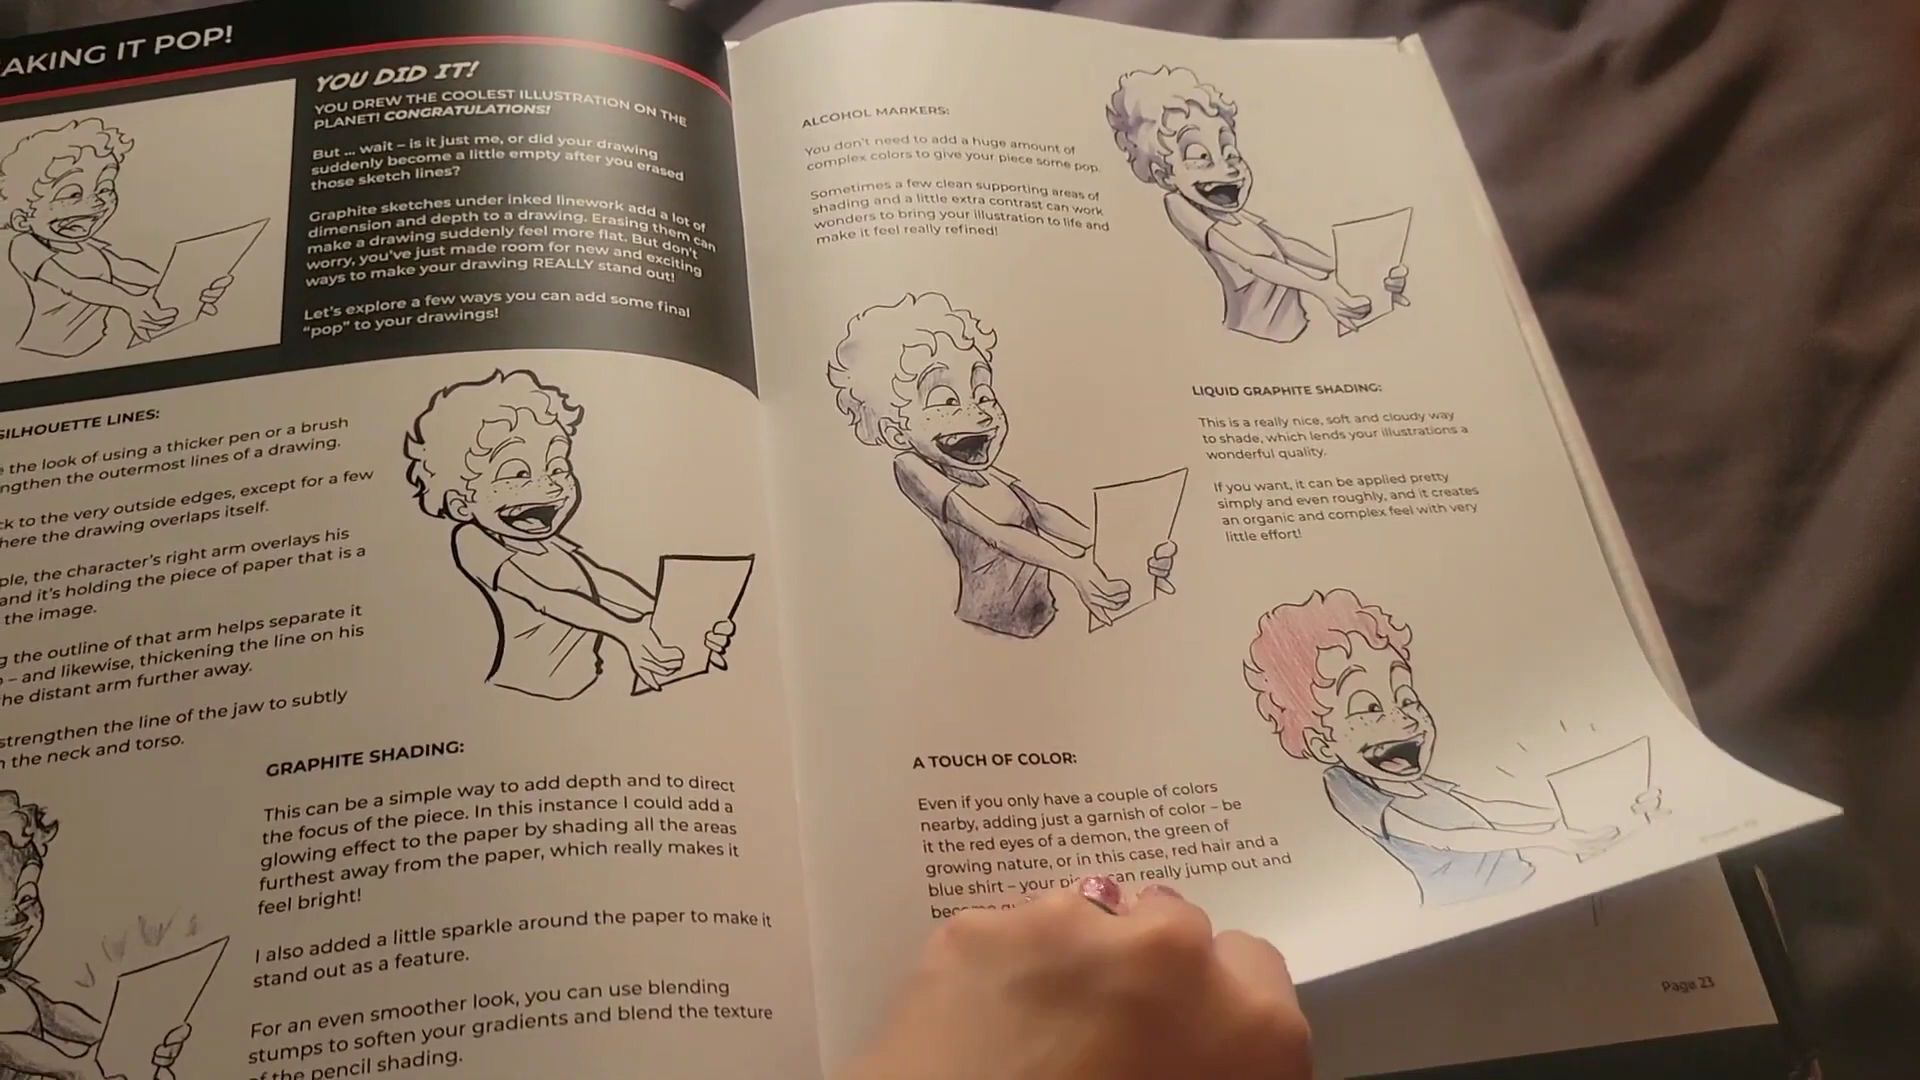 AKING IT POP!
YOU DID IT!
YOU DREW THE COOLEST ILLUSTRATION ON THE
PLANET! CONGRATULATIONS!
But ... wait – is it just me, or did your drawing
suddenly become a little empty after you erased
those sketch lines?
Graphite sketches under inked linework add a lot of
dimension and depth to a drawing. Erasing them can
make a drawing suddenly feel more flat. But don't
worry, you've just made room for new and exciting
ways to make your drawing REALLY stand out!
Let's explore a few ways you can add some final
"pop" to your drawings!
SILHOUETTE LINES:
the look of using a thicker pen or a brush
ngthen the outermost lines of a drawing.
ck to the very outside edges, except for a few
here the drawing overlaps itself.
ple, the character's right arm overlays his
and it's holding the piece of paper that is a
the image.
g the outline of that arm helps separate it
– and likewise, thickening the line on his
he distant arm further away.
strengthen the line of the jaw to subtly
the neck and torso.
GRAPHITE SHADING:
This can be a simple way to add depth and to direct
the focus of the piece. In this instance I could add a
glowing effect to the paper by shading all the areas
furthest away from the paper, which really makes it
feel bright!
I also added a little sparkle around the paper to make it
stand out as a feature.
For an even smoother look, you can use blending
stumps to soften your gradients and blend the texture
of the pencil shading.
ALCOHOL MARKERS:
You don't need to add a huge amount of
complex colors to give your piece some pop.
Sometimes a few clean supporting areas of
shading and a little extra contrast can work
wonders to bring your illustration to life and
make it feel really refined!
LIQUID GRAPHITE SHADING:
This is a really nice, soft and cloudy way
to shade, which lends your illustrations a
wonderful quality.
If you want, it can be applied pretty
simply and even roughly, and it creates
an organic and complex feel with very
little effort!
A TOUCH OF COLOR:
Even if you only have a couple of colors
nearby, adding just a garnish of color – be
it the red eyes of a demon, the green of
growing nature, or in this case, red hair and a
blue shirt – your can really jump out and
Page 23